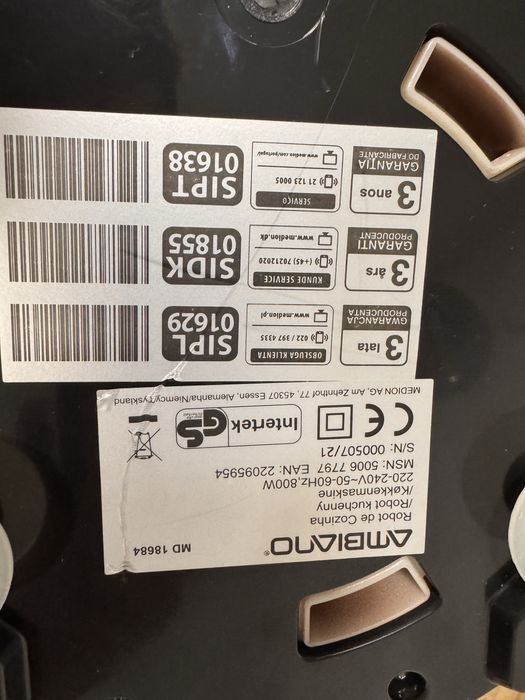 AMBIANO®
MD 18684
Robot de Cozinha
/Robot kuchenny
/Køkkenmaskine
220-240V~50-60Hz,800W
MSN: 5006 7797 EAN: 22095954
S/N: 000507/21
CE
Intertek
GS
MEDION AG, Am Zehnthof 77, 45307 Essen, Alemanha/Niemcy/Tyskland
3 lata
GWARANCJA
PRODUCENTA
OBSŁUGA KLIENTA
022/ 397 4335
www.medion.pl
SIPL
01629
3 års
GARANTI
PRODUCENT
KUNDE SERVICE
(+45) 70212020
www.medion.dk
SIDK
01855
3 anos
GARANTIA
DO FABRICANTE
SERVICO
21 123 0005
www.medion.com/portugal/
SIPT
01638